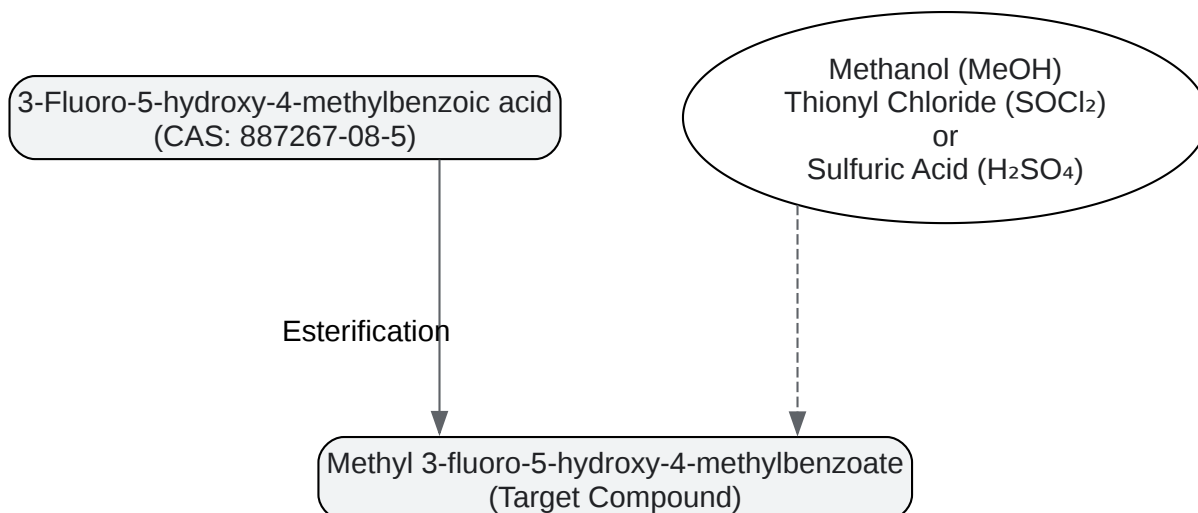 3-Fluoro-5-hydroxy-4-methylbenzoic acid
(CAS: 887267-08-5)
Methanol (MeOH)
Thionyl Chloride (SOCl₂)
or
Sulfuric Acid (H₂SO₄)
Esterification
Methyl 3-fluoro-5-hydroxy-4-methylbenzoate
(Target Compound)